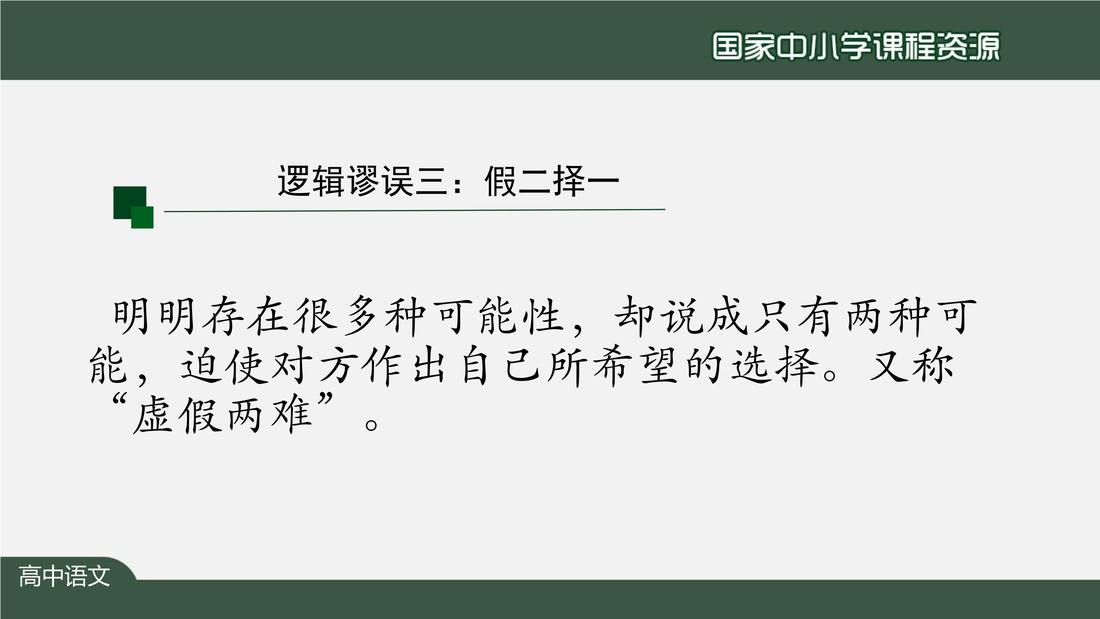 国家中小学课程资源
逻辑谬误三：假二择一
明明存在很多种可能性，却说成只有两种可
能，迫使对方作出自己所希望的选择。又称
“虚假两难”。
高中语文